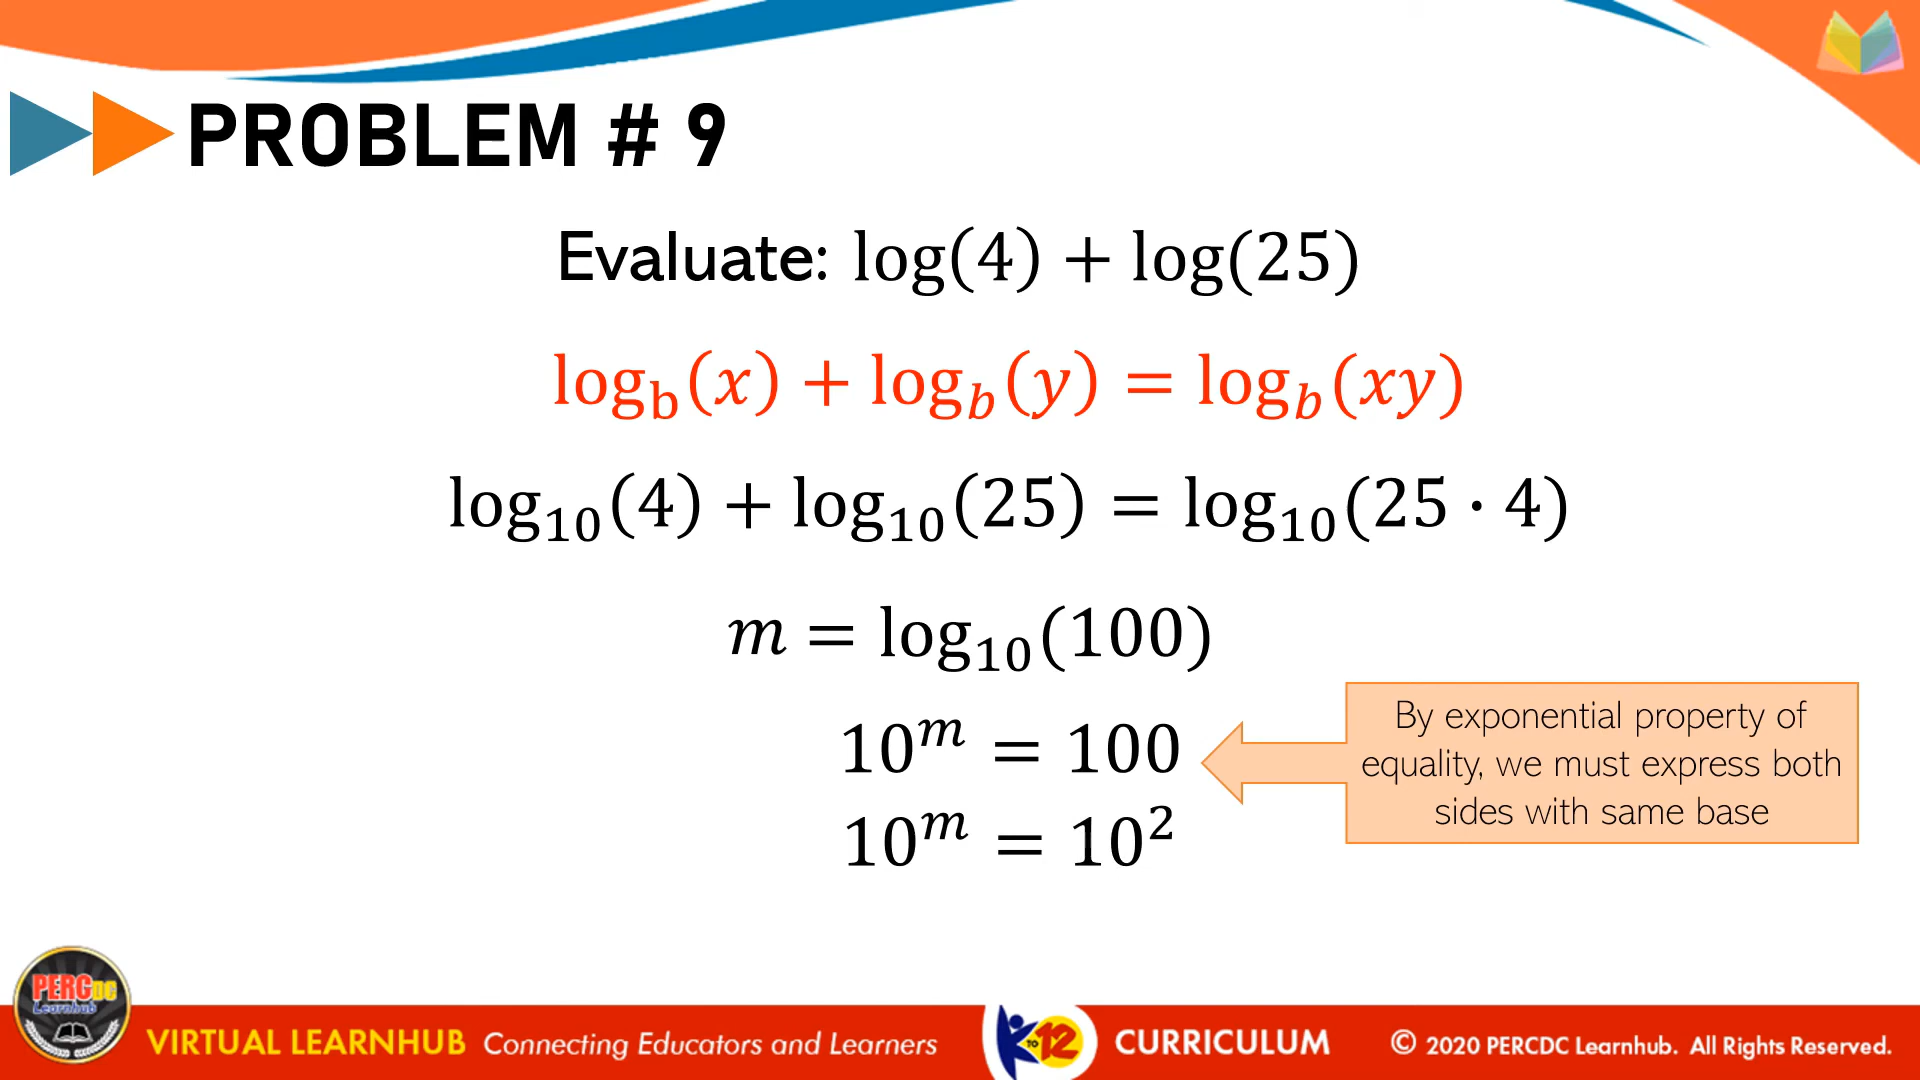 PROBLEM # 9
Evaluate: log(4) + log(25)
log_b(x) + log_b(y) = log_b(xy)
log₁₀(4) + log₁₀(25) = log₁₀(25 · 4)
m = log₁₀(100)
10ᵐ = 100
10ᵐ = 10²
By exponential property of
equality, we must express both
sides with same base
PERCDC
Learnhub
VIRTUAL LEARNHUB Connecting Educators and Learners
K TO 12 CURRICULUM
© 2020 PERCDC Learnhub. All Rights Reserved.